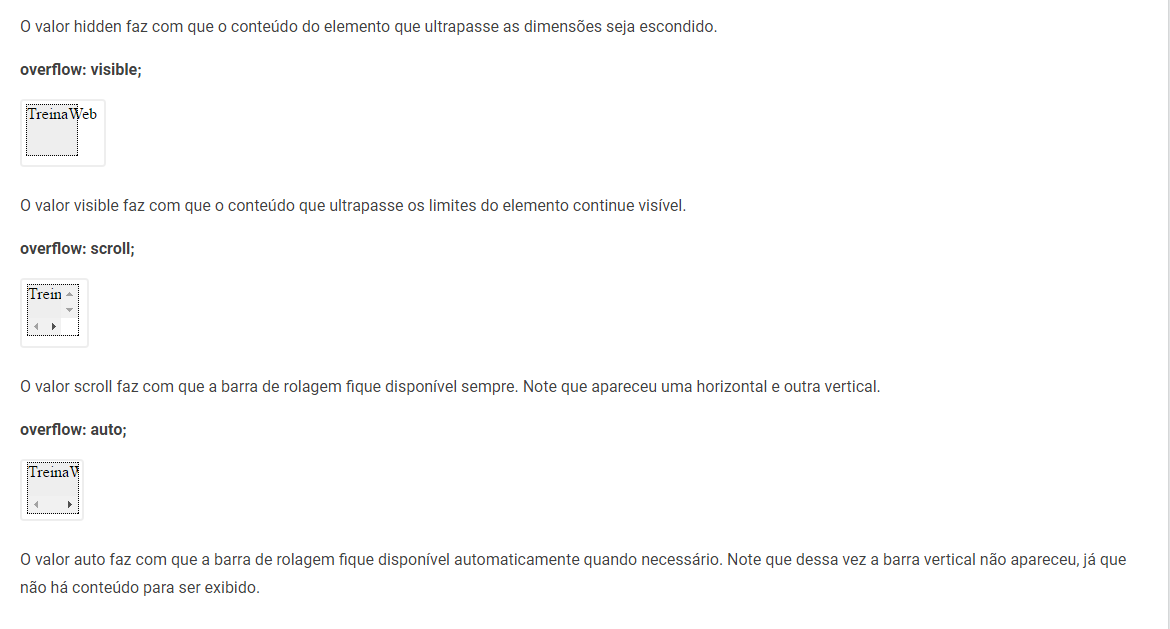 O valor hidden faz com que o conteúdo do elemento que ultrapasse as dimensões seja escondido.
overflow: visible;
TreinaWeb
O valor visible faz com que o conteúdo que ultrapasse os limites do elemento continue visível.
overflow: scroll;
Trein
O valor scroll faz com que a barra de rolagem fique disponível sempre. Note que apareceu uma horizontal e outra vertical.
overflow: auto;
TreinaW
O valor auto faz com que a barra de rolagem fique disponível automaticamente quando necessário. Note que dessa vez a barra vertical não apareceu, já que
não há conteúdo para ser exibido.